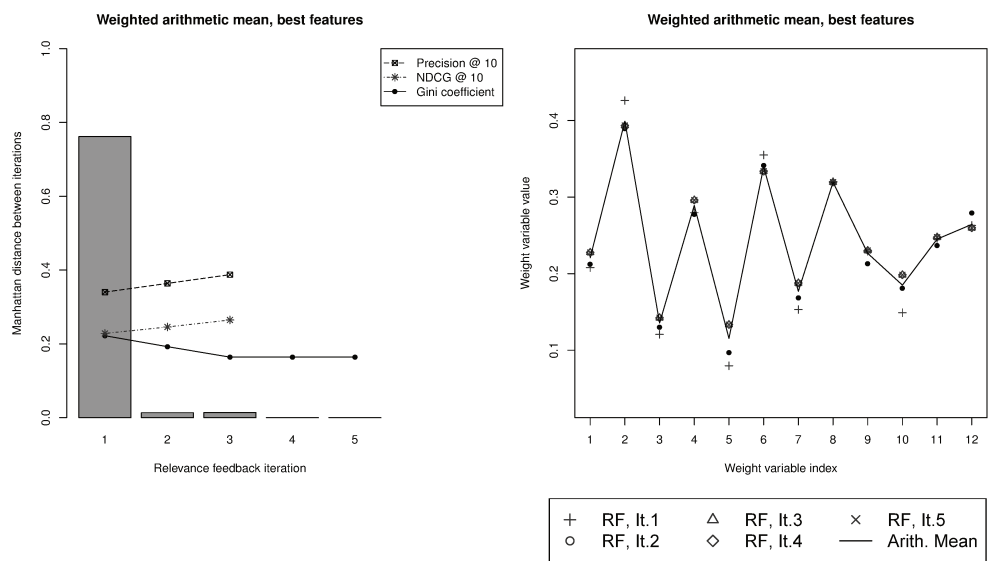 Weighted arithmetic mean, best features
Manhattan distance between iterations
1.0
0.8
0.6
0.4
0.2
0.0
Precision @ 10
NDCG @ 10
Gini coefficient
1 2 3 4 5
Relevance feedback iteration
Weighted arithmetic mean, best features
Weight variable value
0.4
0.3
0.2
0.1
1 2 3 4 5 6 7 8 9 10 11 12
Weight variable index
RF, It.1 RF, It.3 RF, It.5
RF, It.2 RF, It.4 Arith. Mean